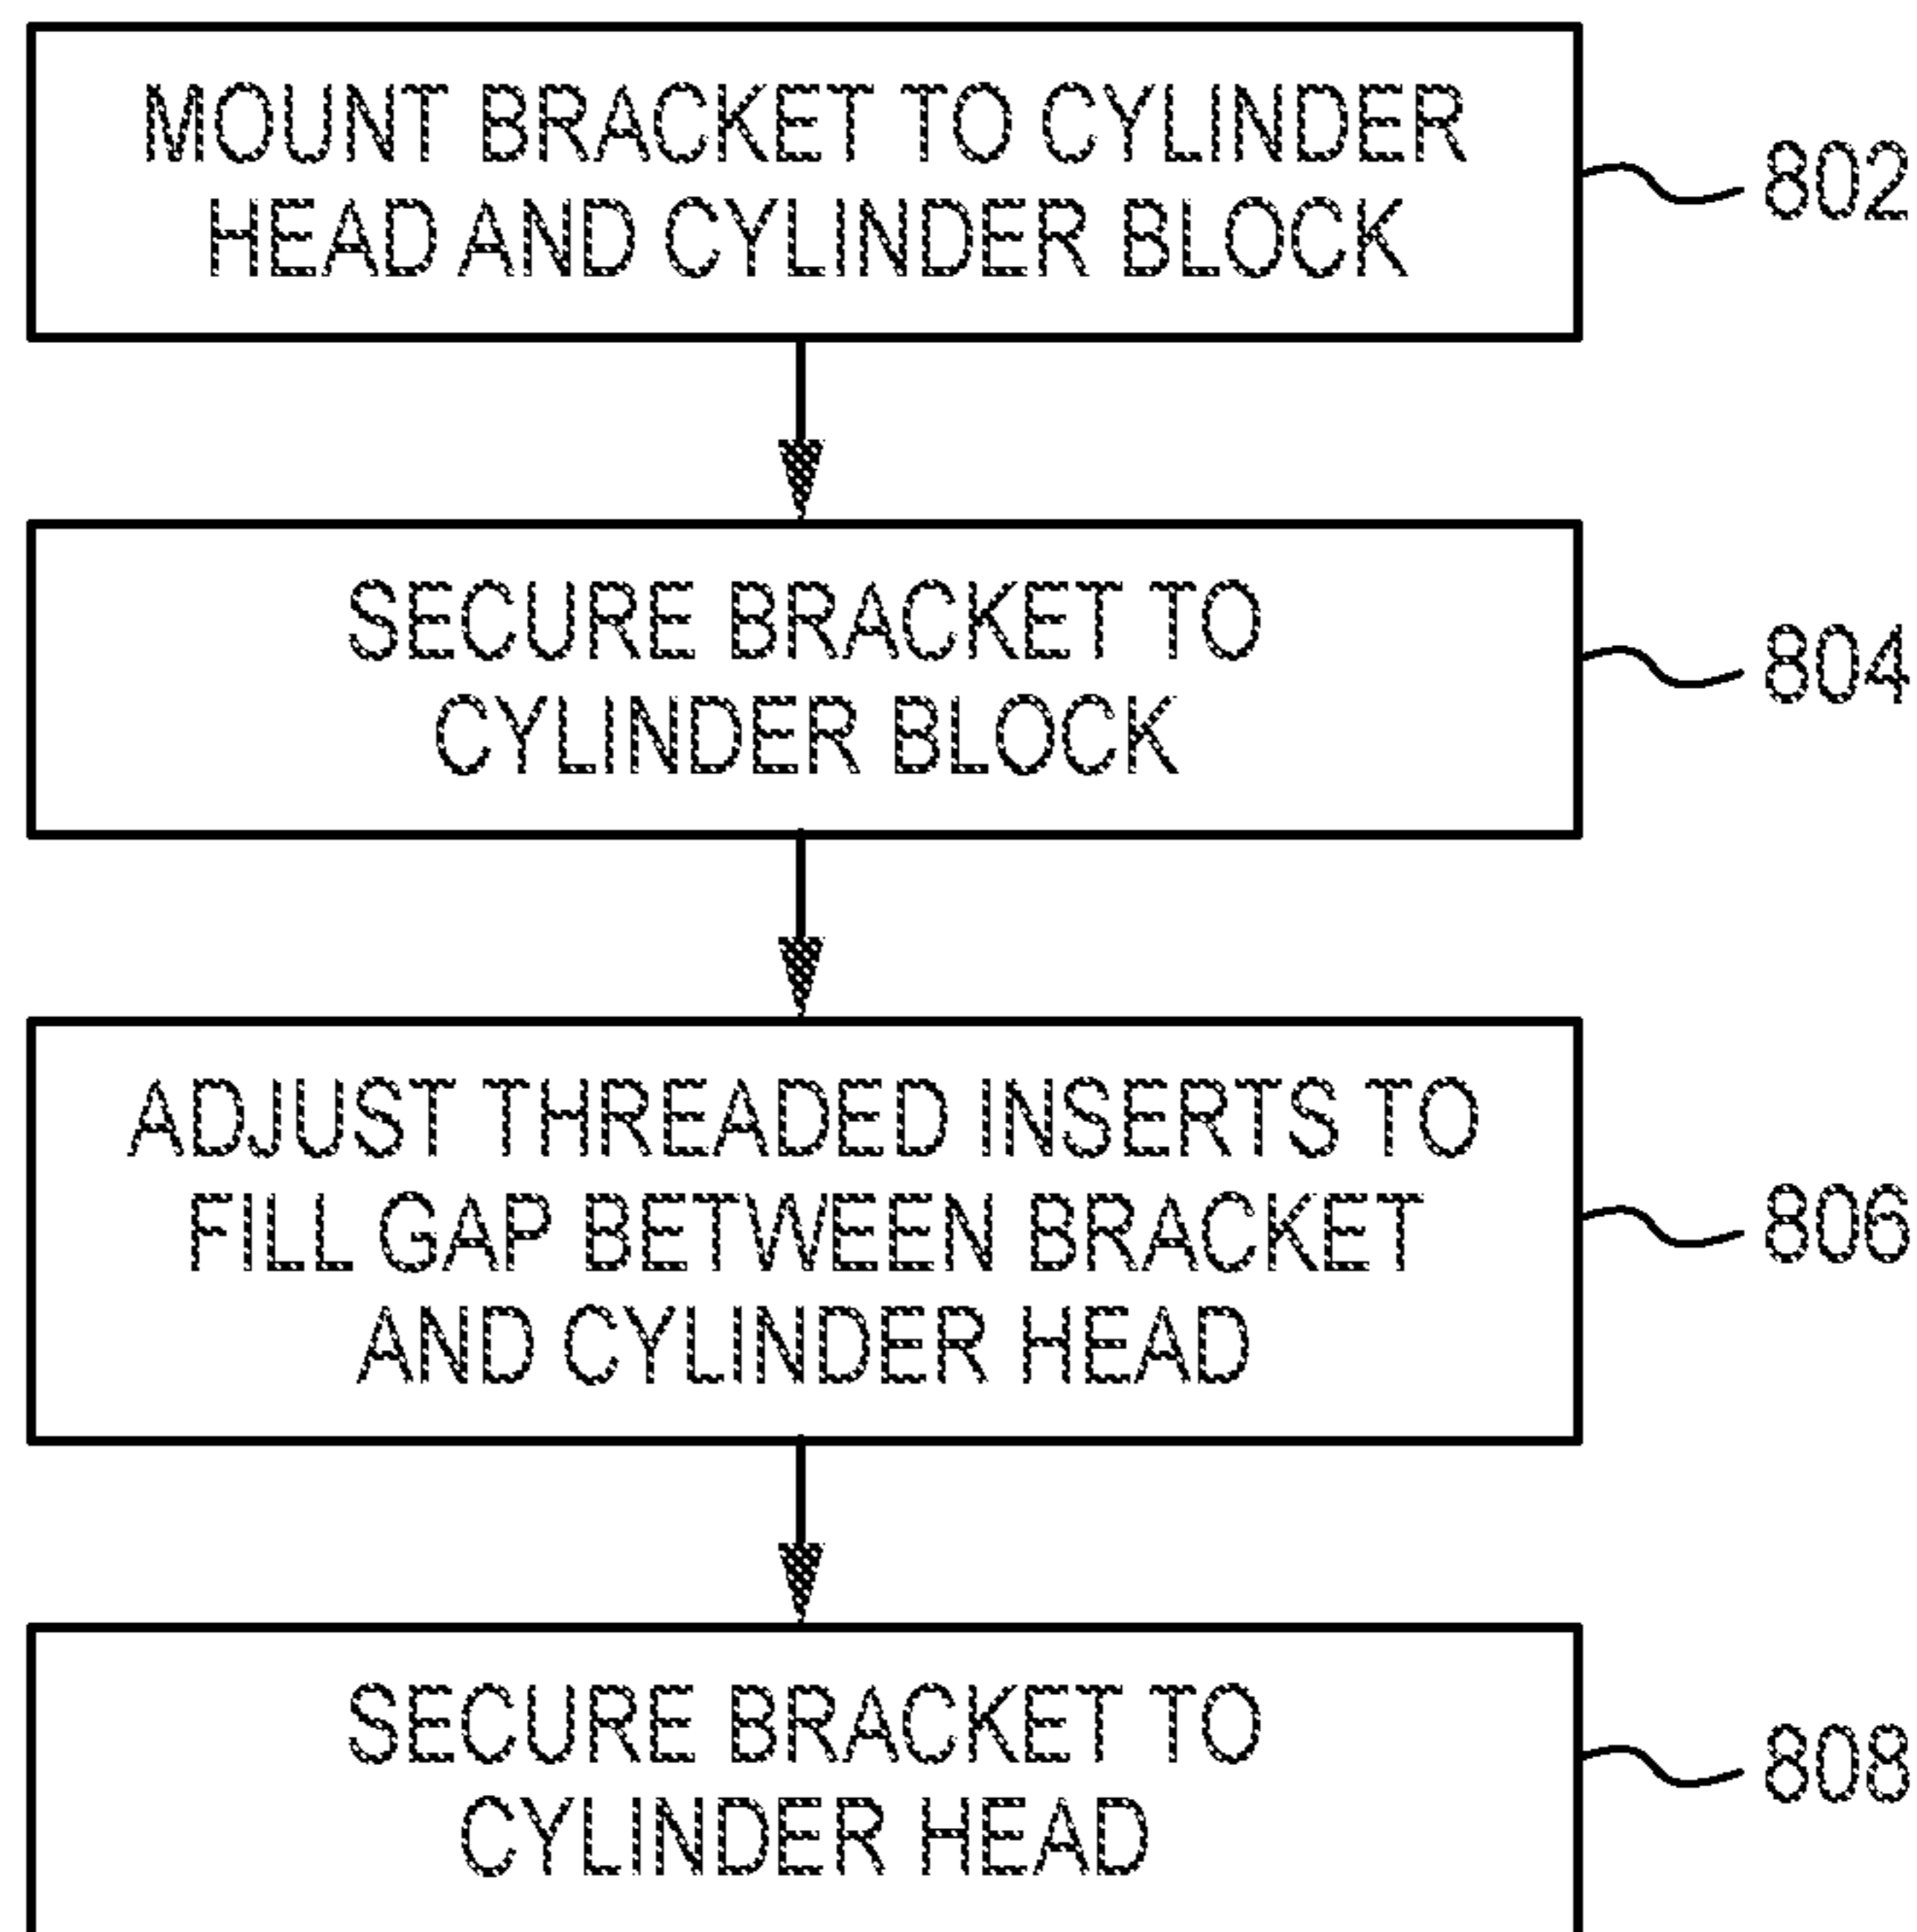 MOUNT BRACKET TO CYLINDER
HEAD AND CYLINDER BLOCK
802
SECURE BRACKET TO
CYLINDER BLOCK
804
ADJUST THREADED INSERTS TO
FILL GAP BETWEEN BRACKET
AND CYLINDER HEAD
806
SECURE BRACKET TO
CYLINDER HEAD
808